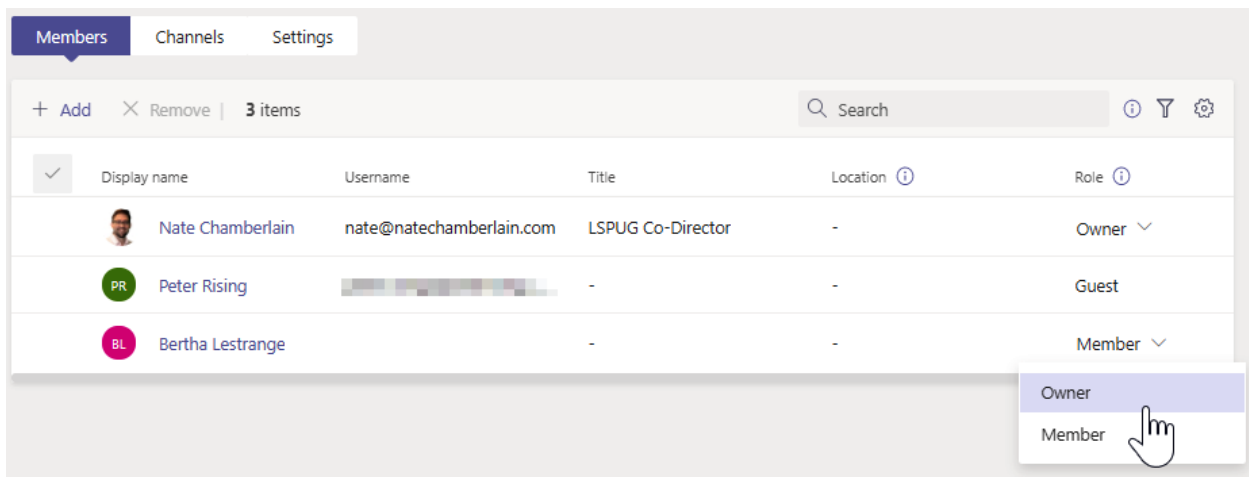 Members Channels Settings
+ Add × Remove | 3 items Search
Display name Username Title Location Role
Nate Chamberlain nate@natechamberlain.com LSPUG Co-Director - Owner
PR Peter Rising - - Guest
BL Bertha Lestrange - - Member
Owner
Member